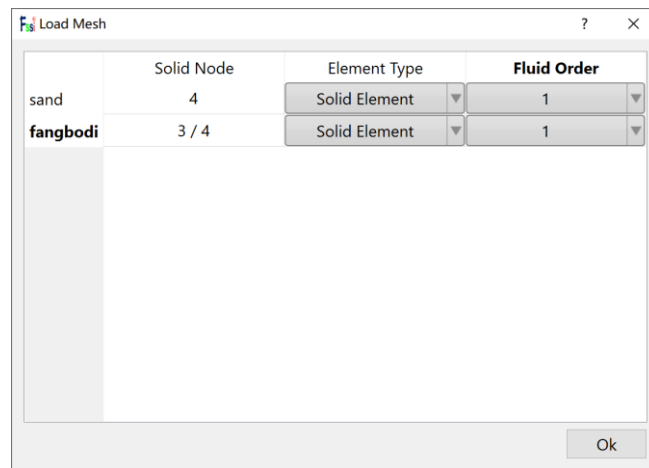 Fssi Load Mesh ? ×
Solid Node Element Type Fluid Order
sand 4 Solid Element 1
fangbodi 3 / 4 Solid Element 1
Ok